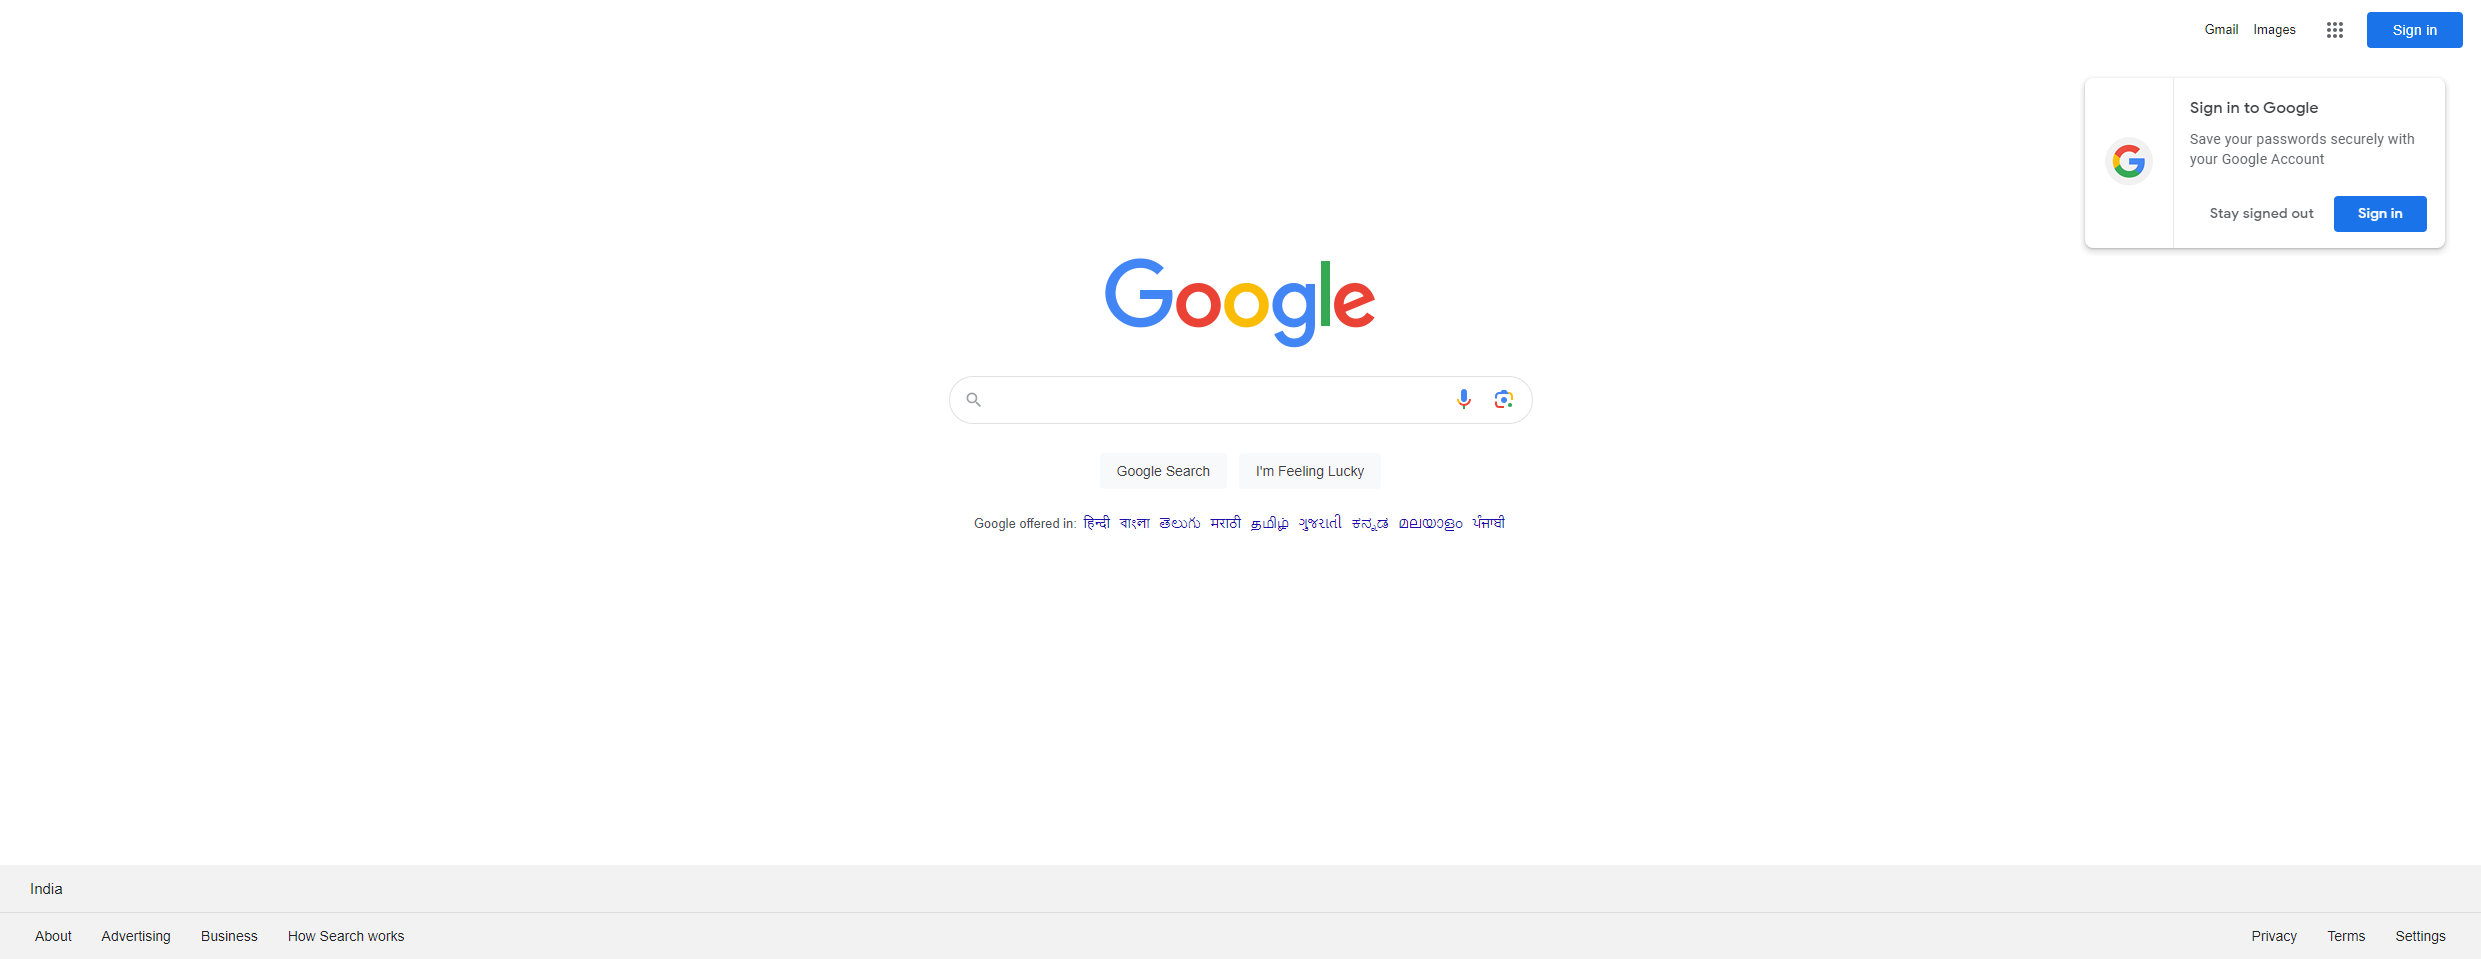 Gmail Images Sign in
Sign in to Google
Save your passwords securely with
your Google Account
Stay signed out Sign in
Google
Google Search I'm Feeling Lucky
Google offered in: हिन्दी বাংলা తెలుగు मराठी தமிழ் ગુજરાતી ಕನ್ನಡ മലയാളം ਪੰਜਾਬੀ
India
About Advertising Business How Search works Privacy Terms Settings